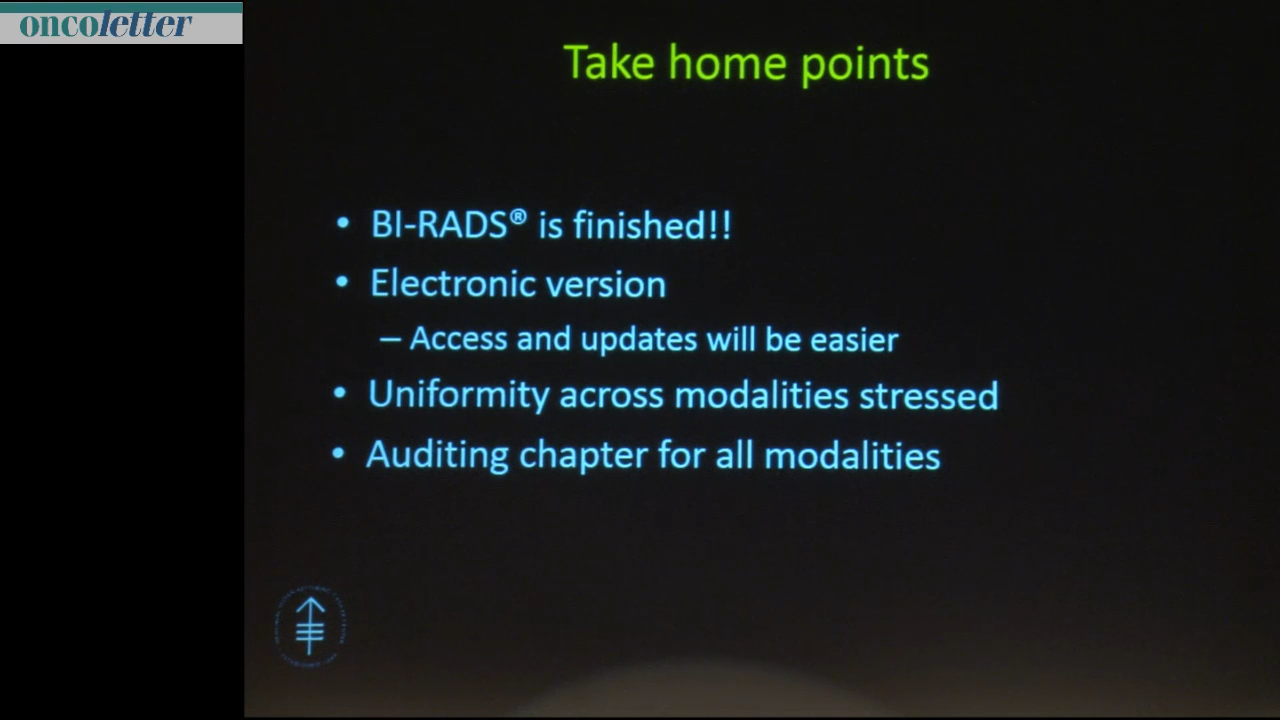 oncoletter
Take home points
• BI-RADS® is finished!!
• Electronic version
– Access and updates will be easier
• Uniformity across modalities stressed
• Auditing chapter for all modalities